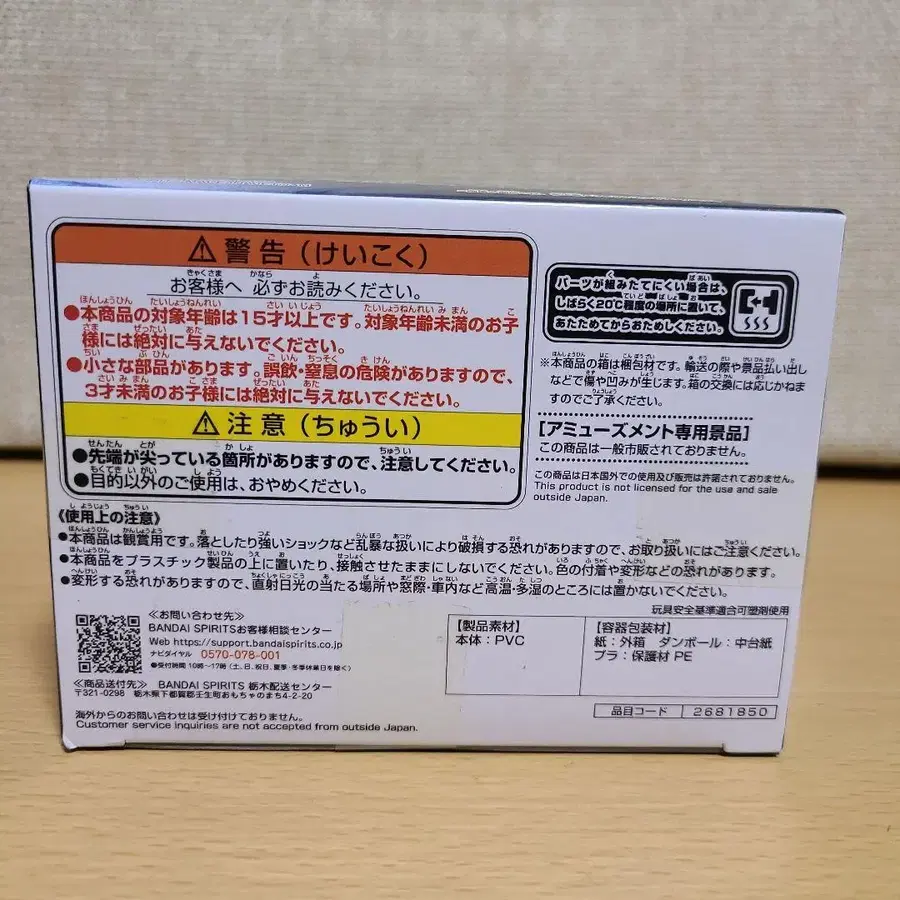 ⚠警告（けいこく）
お客様へ 必ずお読みください。
●本商品の対象年齢は15才以上です。対象年齢未満のお子
様には絶対に与えないでください。
●小さな部品があります。誤飲・窒息の危険がありますので、
3才未満のお子様には絶対に与えないでください。
⚠注意（ちゅうい）
●先端が尖っている箇所がありますので、注意してください。
●目的以外のご使用は、おやめください。
パーツが組みたてにくい場合は、
しばらく20℃程度の場所に置いて、
あたためてからおためしください。
※本商品の箱は梱包材です。輸送の際や景品払い出し
などで傷や凹みが生じます。箱の交換には応じかねま
すのでご了承ください。
［アミューズメント専用景品］
この商品は一般市販されておりません。
この商品は日本国外での使用及び販売は許諾されておりません。
This product is not licensed for the use and sale
outside Japan.
《使用上の注意》
●本商品は観賞用です。落としたり強いショックなど乱暴な扱いにより破損する恐れがありますので、お取り扱いにはご注意ください。
●本商品をプラスチック製品の上に置いたり、接触させたままにしないでください。色の付着や変形などの恐れがあります。
●変形する恐れがありますので、直射日光の当たる場所や窓際・車内など高温・多湿のところには置かないでください。
玩具安全基準適合可塑剤使用
≪お問い合わせ先≫
BANDAI SPIRITSお客様相談センター
Web https://support.bandaispirits.co.jp
ナビダイヤル 0570-078-001
●受付時間 10時〜17時（土、日、祝日、夏季・冬季休業日を除く）
≪商品送付先≫ BANDAI SPIRITS 栃木配送センター
〒321-0298 栃木県下都賀郡壬生町おもちゃのまち4-2-20
海外からのお問い合わせは受け付けておりません。
Customer service inquiries are not accepted from outside Japan.
【製品素材】
本体：PVC
【容器包装材】
紙：外箱 ダンボール：中台紙
プラ：保護材 PE
品目コード 2681850